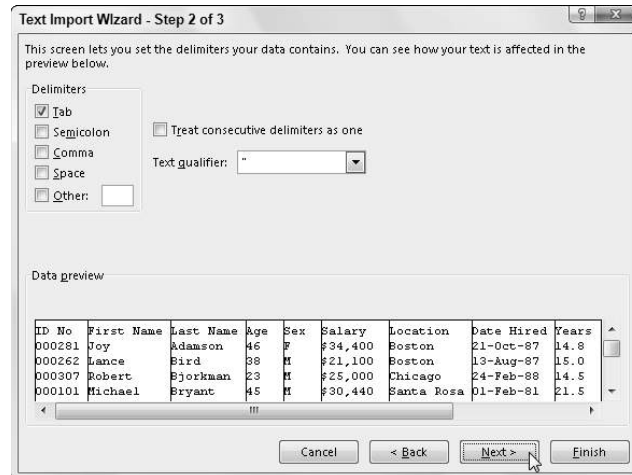 Text Import WIzard - Step 2 of 3
This screen lets you set the delimiters your data contains. You can see how your text is affected in the
preview below.
Delimiters
Tab
Semicolon
Comma
Space
Other:
Treat consecutive delimiters as one
Text qualifier: "
Data preview
ID No First Name Last Name Age Sex Salary Location Date Hired Years
000281 Joy Adamson 46 F $34,400 Boston 21-Oct-87 14.8
000262 Lance Bird 38 M $21,100 Boston 13-Aug-87 15.0
000307 Robert Bjorkman 23 M $25,000 Chicago 24-Feb-88 14.5
000101 Michael Bryant 45 M $30,440 Santa Rosa 01-Feb-81 21.5
Cancel < Back Next > Finish